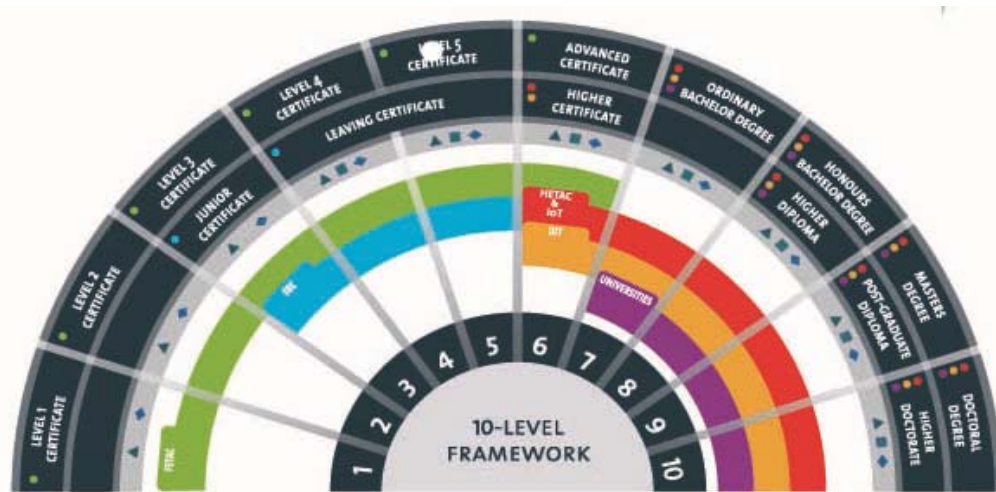 LEVEL 1
CERTIFICATE
LEVEL 2
CERTIFICATE
LEVEL 3
CERTIFICATE
JUNIOR
CERTIFICATE
LEVEL 4
CERTIFICATE
LEVEL 5
CERTIFICATE
LEAVING CERTIFICATE
ADVANCED
CERTIFICATE
HIGHER
CERTIFICATE
ORDINARY
BACHELOR DEGREE
HONOURS
BACHELOR DEGREE
HIGHER
DIPLOMA
MASTERS
DEGREE
POST-GRADUATE
DIPLOMA
DOCTORAL
DEGREE
HIGHER
DOCTORATE
FETAC
SEC
HETAC
&
IoT
DIT
UNIVERSITIES
1
2
3
4
5
6
7
8
9
10
10-LEVEL
FRAMEWORK